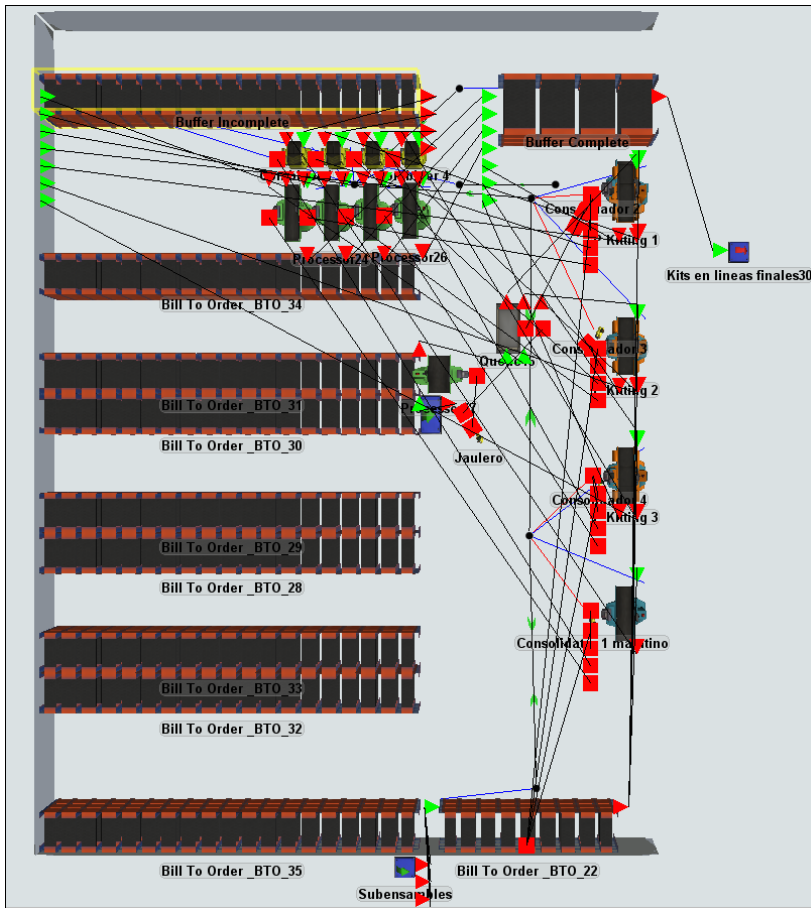 Buffer Incomplete
Buffer Complete
Kitting 1
Kits en lineas finales30
Processor24
Processor26
Bill To Order _BTO_34
Kitting 2
Bill To Order _BTO_31
Bill To Order _BTO_30
Jaulero
Consolidador 4
Kitting 3
Bill To Order _BTO_29
Bill To Order _BTO_28
Bill To Order _BTO_33
Bill To Order _BTO_32
Bill To Order _BTO_35
Bill To Order _BTO_22
Subensambles